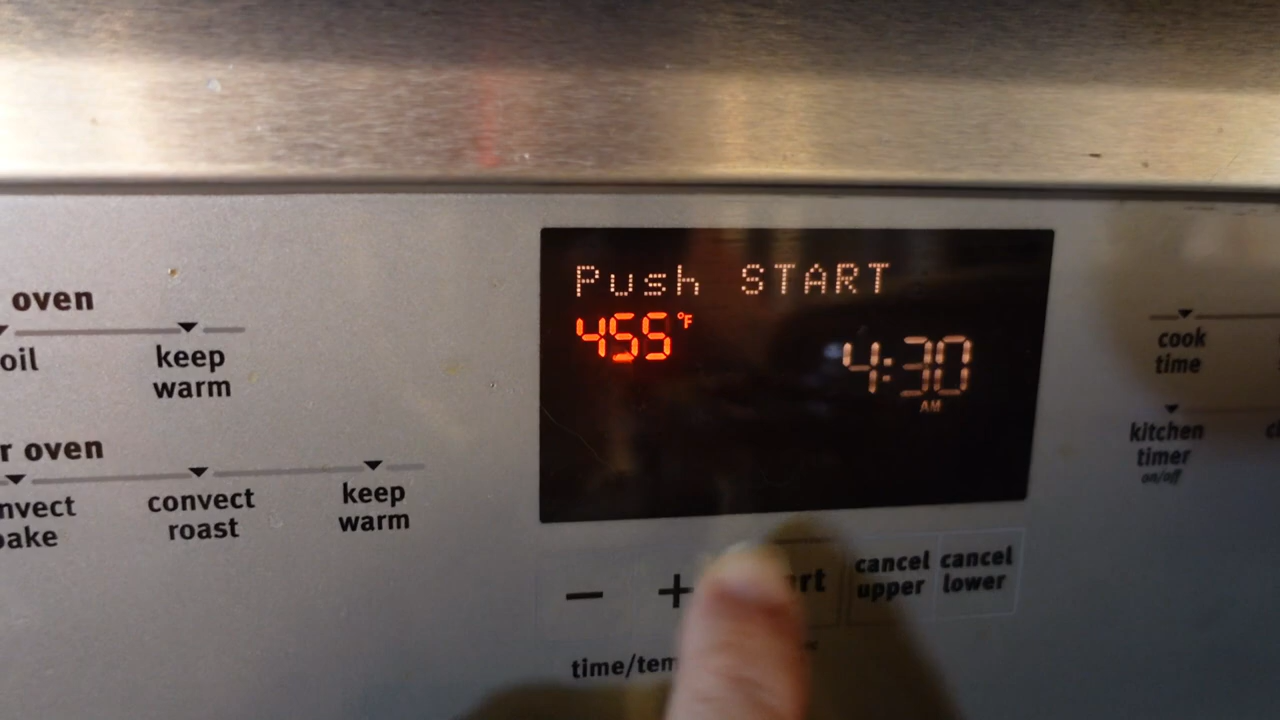 Push START
455 °F
4:30
AM
oven
oil
keep
warm
r oven
nvect
bake
convect
roast
keep
warm
cook
time
kitchen
timer
on/off
− +
rt
cancel
upper
cancel
lower
time/tem